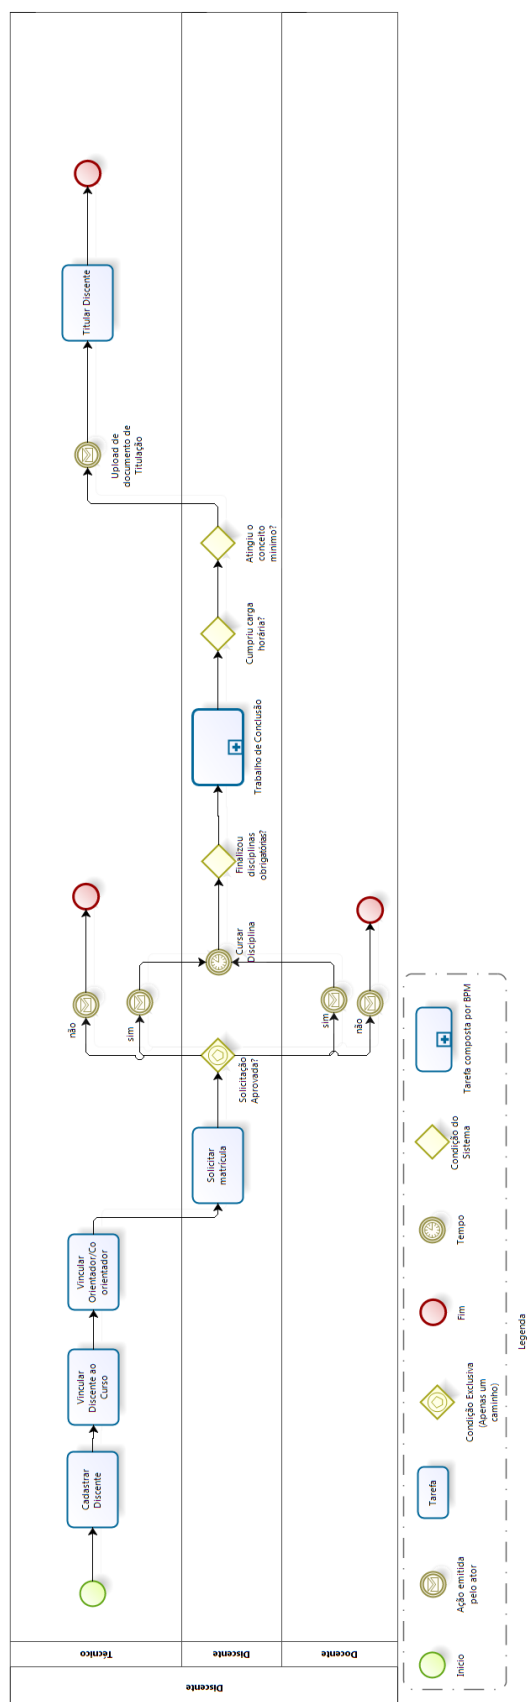 Discente
Técnico
Discente
Docente
Cadastrar
Discente
Vincular
Discente ao
Curso
Vincular
Orientador/Co
orientador
Solicitar
matrícula
Solicitação
Aprovada?
não
sim
sim
não
Cursar
Disciplina
Finalizou
disciplinas
obrigatórias?
Trabalho de Conclusão
Cumpriu carga
horária?
Atingiu o
conceito
mínimo?
Upload de
documento de
Titulação
Titular Discente
Inicio
Ação emitida
pelo ator
Tarefa
Condição Exclusiva
(Apenas um
caminho)
Fim
Tempo
Condição do
Sistema
Tarefa composta por BPM
Legenda